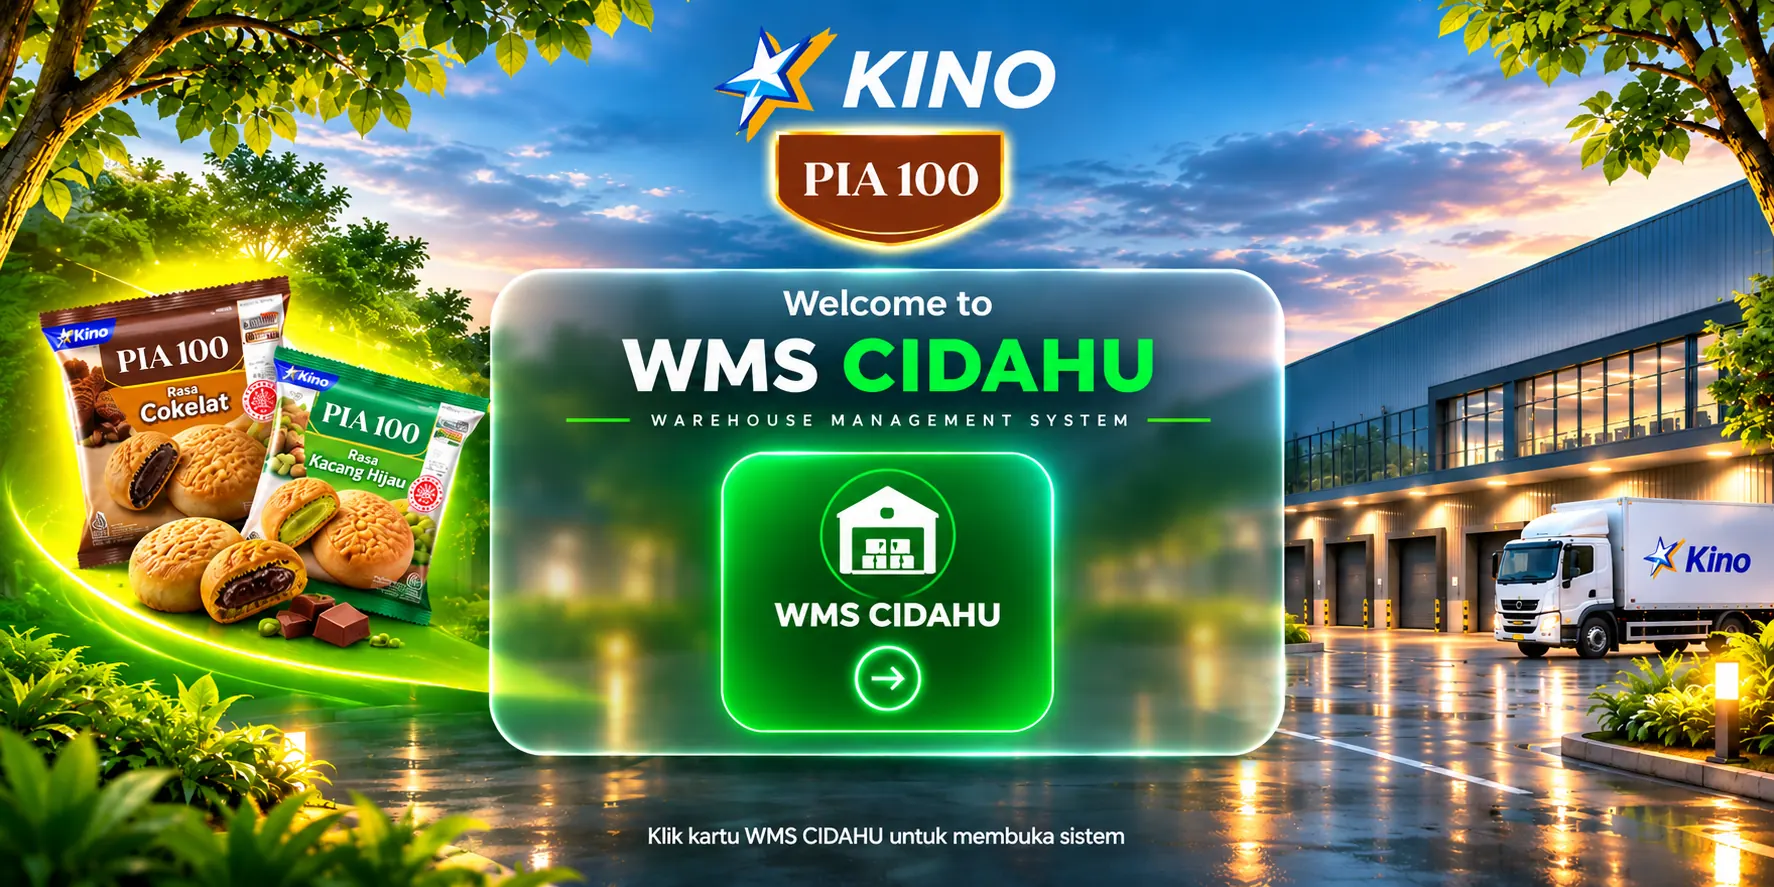 KINO
PIA 100
Welcome to
WMS CIDAHU
WAREHOUSE MANAGEMENT SYSTEM
Kino
PIA 100
Rasa
Cokelat
Kino
PIA 100
Rasa
Kacang Hijau
WMS CIDAHU
Kino
Klik kartu WMS CIDAHU untuk membuka sistem